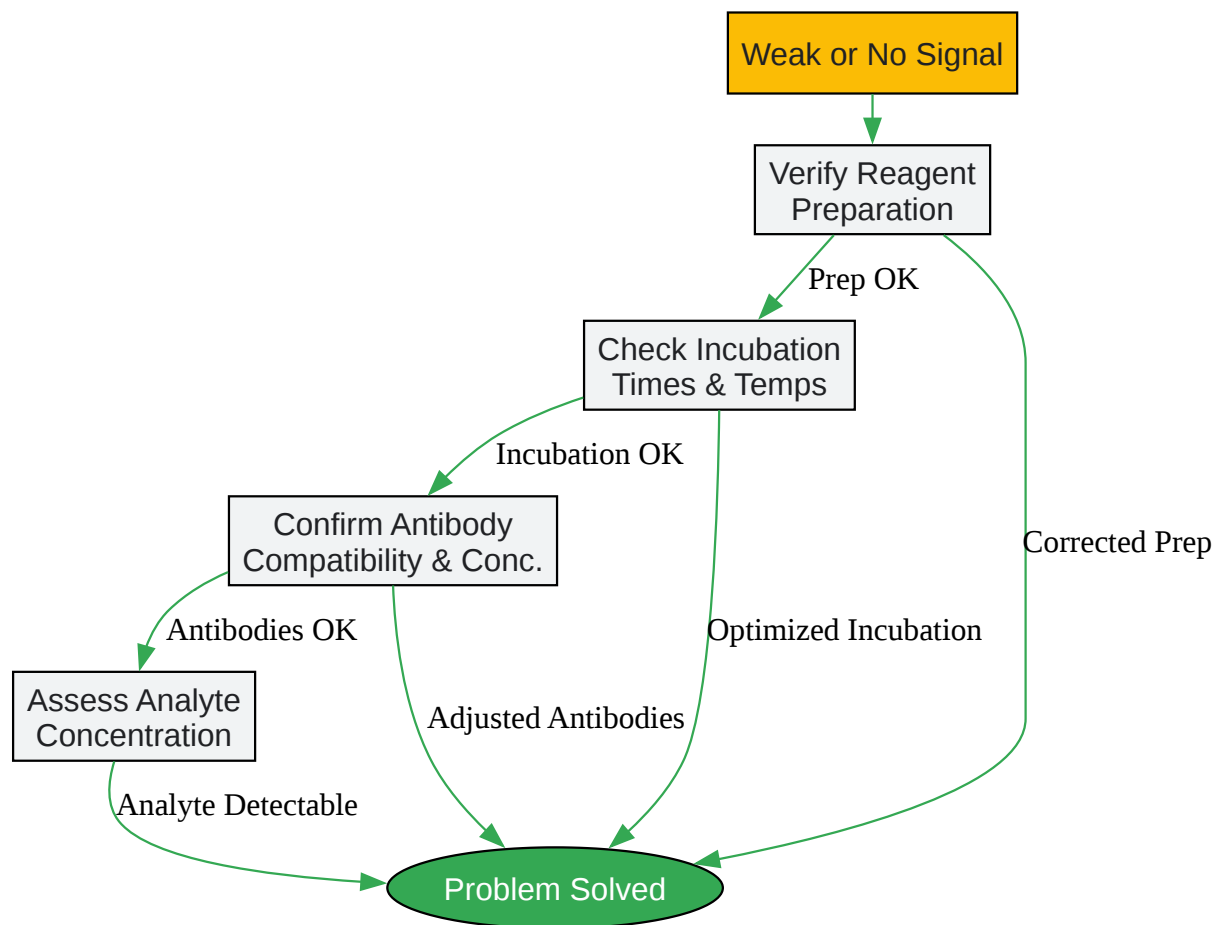 Weak or No Signal
Verify Reagent
Preparation
Prep OK
Check Incubation
Times & Temps
Incubation OK
Confirm Antibody
Compatibility & Conc.
Corrected Prep
Antibodies OK
Optimized Incubation
Assess Analyte
Concentration
Adjusted Antibodies
Analyte Detectable
Problem Solved